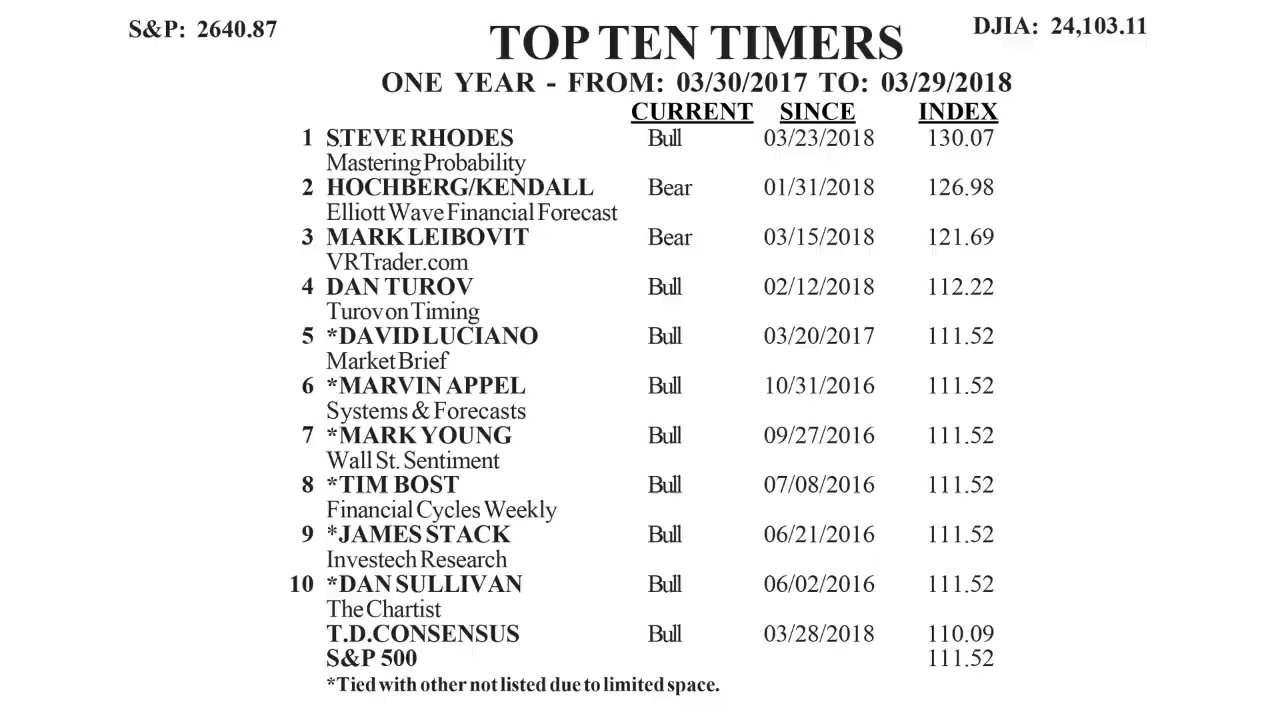 S&P: 2640.87
DJIA: 24,103.11
TOP TEN TIMERS
ONE YEAR - FROM: 03/30/2017 TO: 03/29/2018
CURRENT SINCE INDEX
1 STEVE RHODES Bull 03/23/2018 130.07
Mastering Probability
2 HOCHBERG/KENDALL Bear 01/31/2018 126.98
Elliott Wave Financial Forecast
3 MARK LEIBOVIT Bear 03/15/2018 121.69
VRTrader.com
4 DAN TUROV Bull 02/12/2018 112.22
Turov on Timing
5 *DAVID LUCIANO Bull 03/20/2017 111.52
Market Brief
6 *MARVIN APPEL Bull 10/31/2016 111.52
Systems & Forecasts
7 *MARK YOUNG Bull 09/27/2016 111.52
Wall St. Sentiment
8 *TIM BOST Bull 07/08/2016 111.52
Financial Cycles Weekly
9 *JAMES STACK Bull 06/21/2016 111.52
Investech Research
10 *DAN SULLIVAN Bull 06/02/2016 111.52
The Chartist
T.D.CONSENSUS Bull 03/28/2018 110.09
S&P 500 111.52
*Tied with other not listed due to limited space.